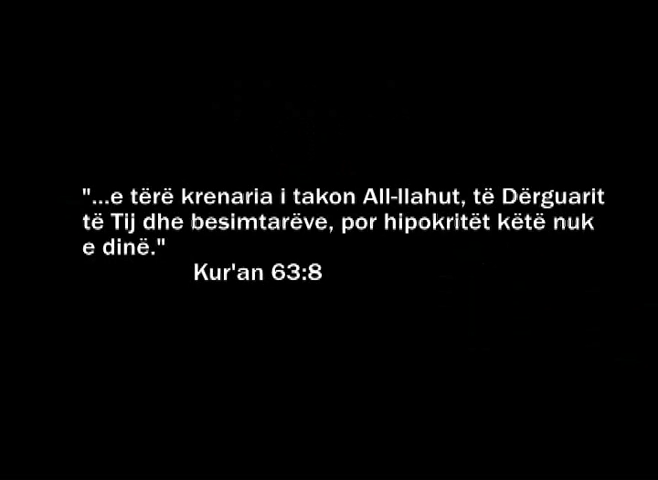 "...e tërë krenaria i takon All-llahut, të Dërguarit
të Tij dhe besimtarëve, por hipokritët këtë nuk
e dinë."
Kur'an 63:8